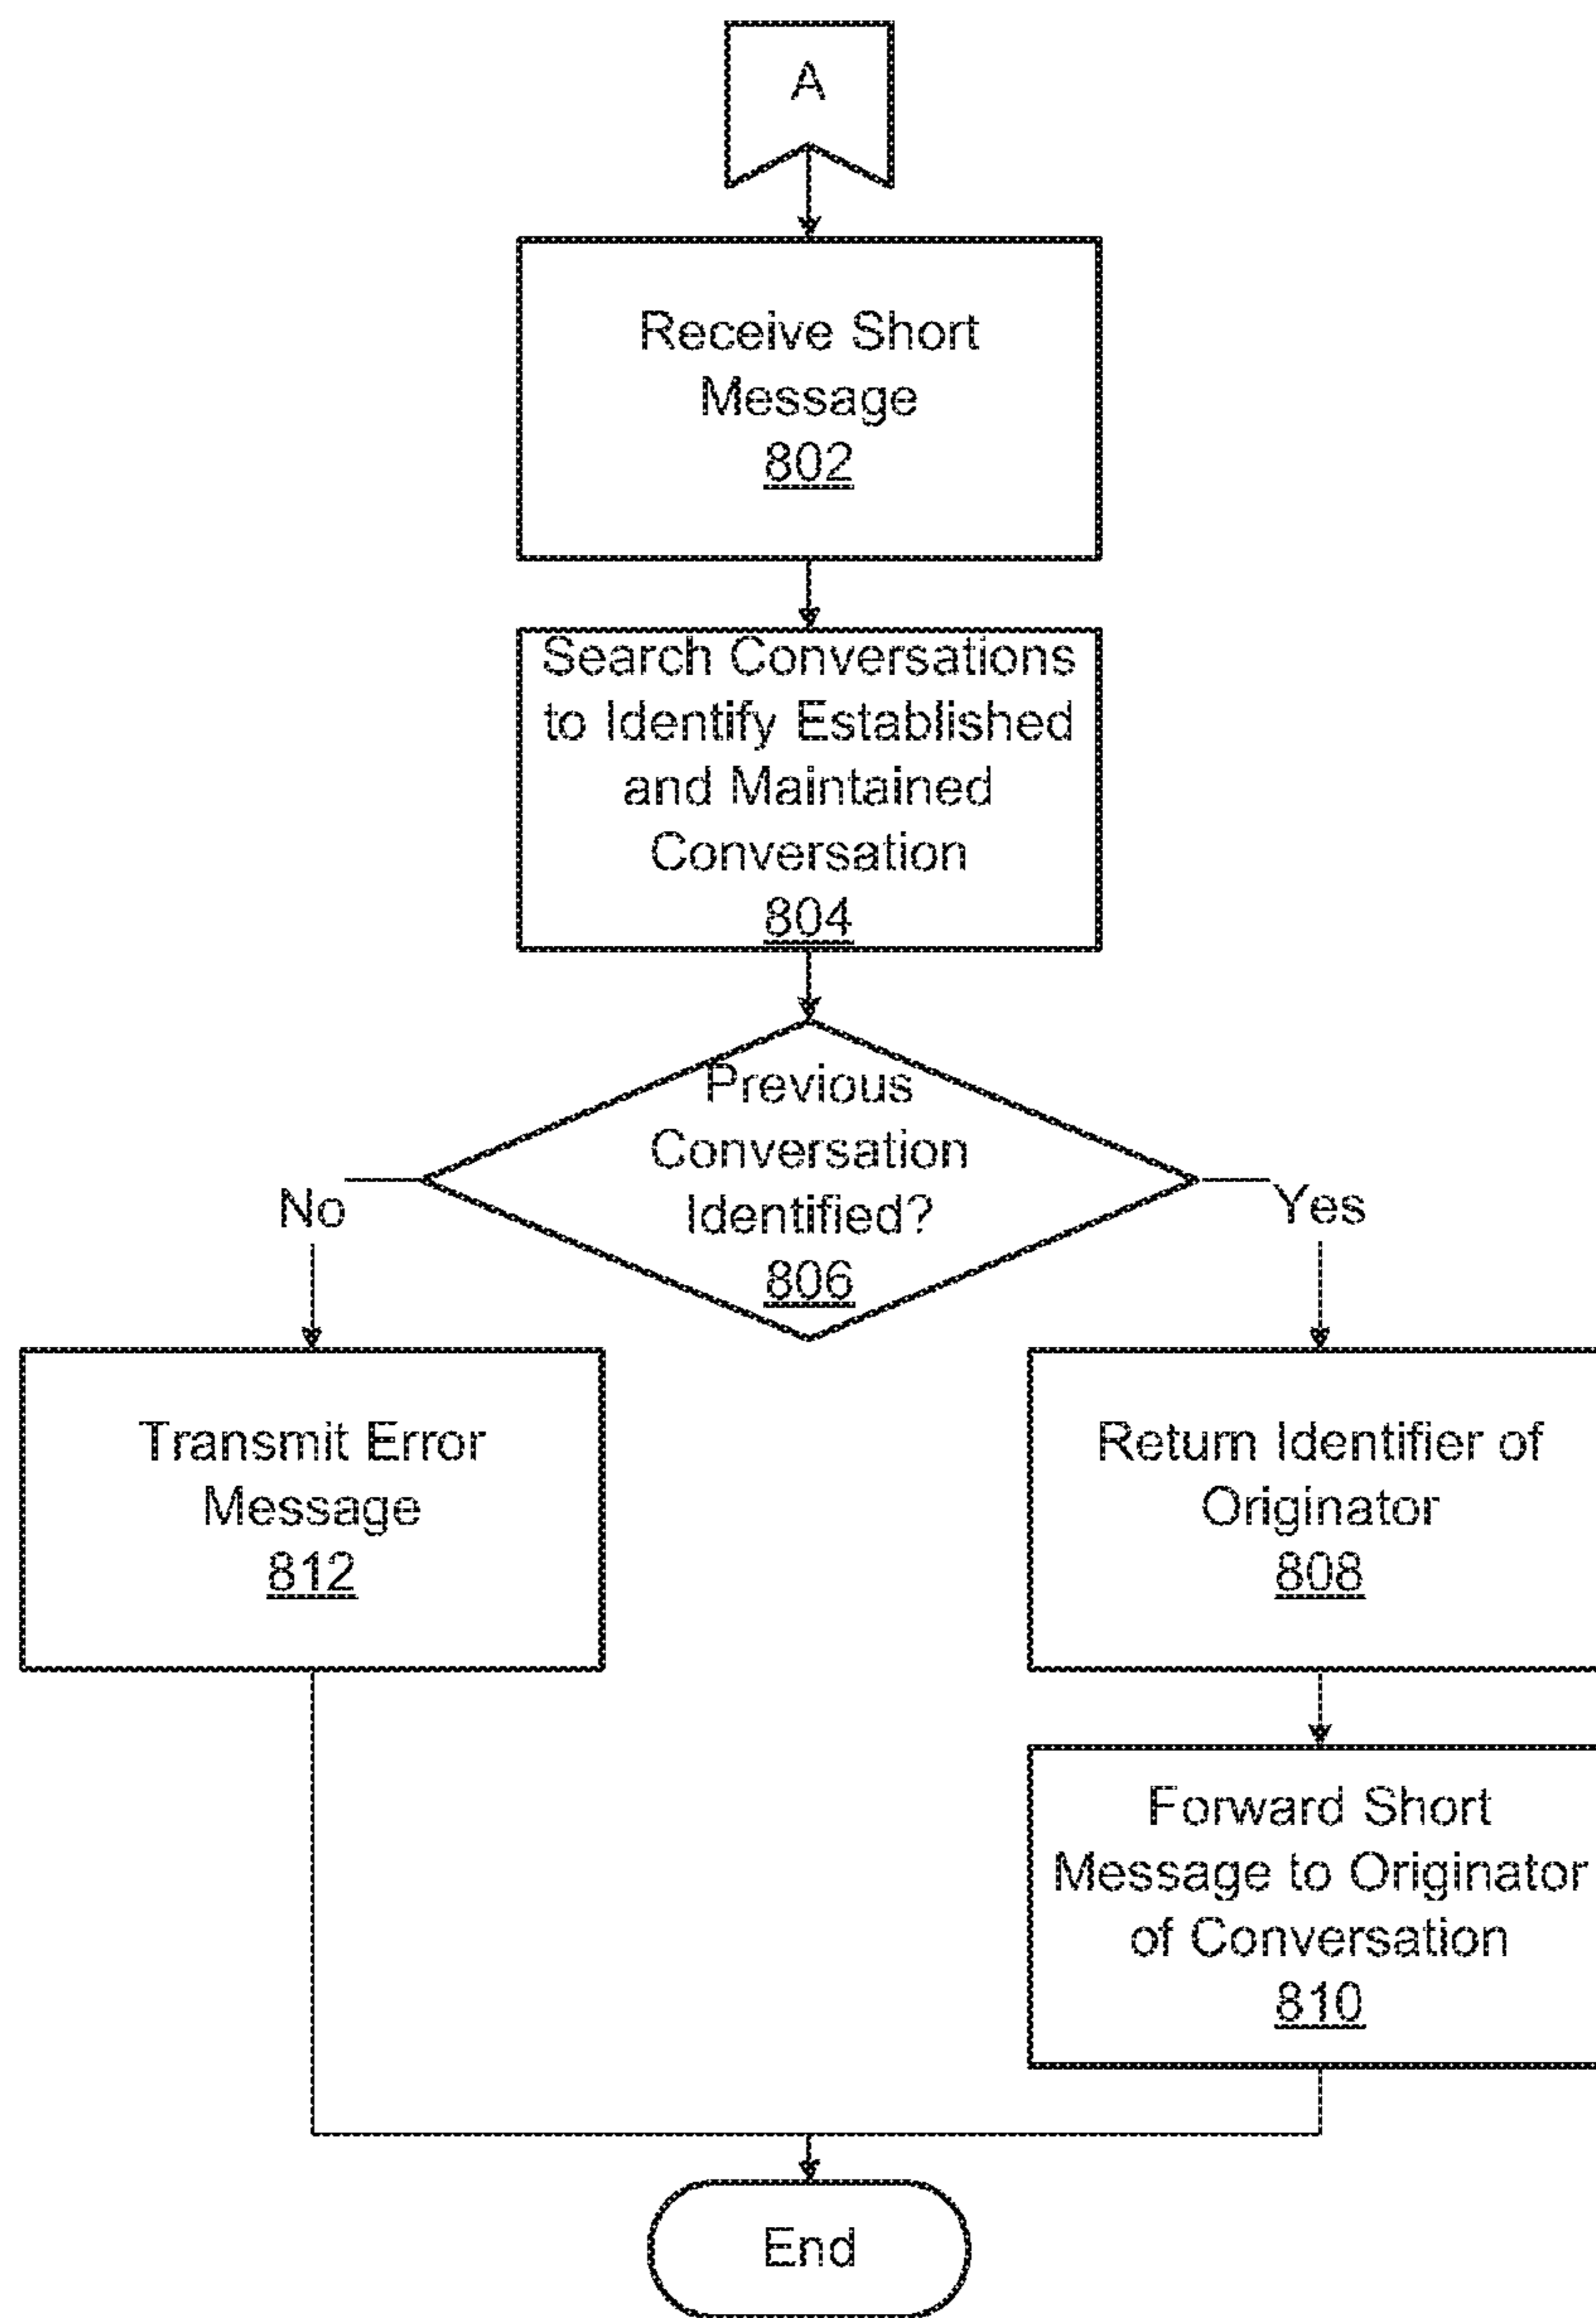 A
Receive Short
Message
802
Search Conversations
to Identify Established
and Maintained
Conversation
804
Previous
Conversation
Identified?
806
No
Yes
Transmit Error
Message
812
Return Identifier of
Originator
808
Forward Short
Message to Originator
of Conversation
810
End